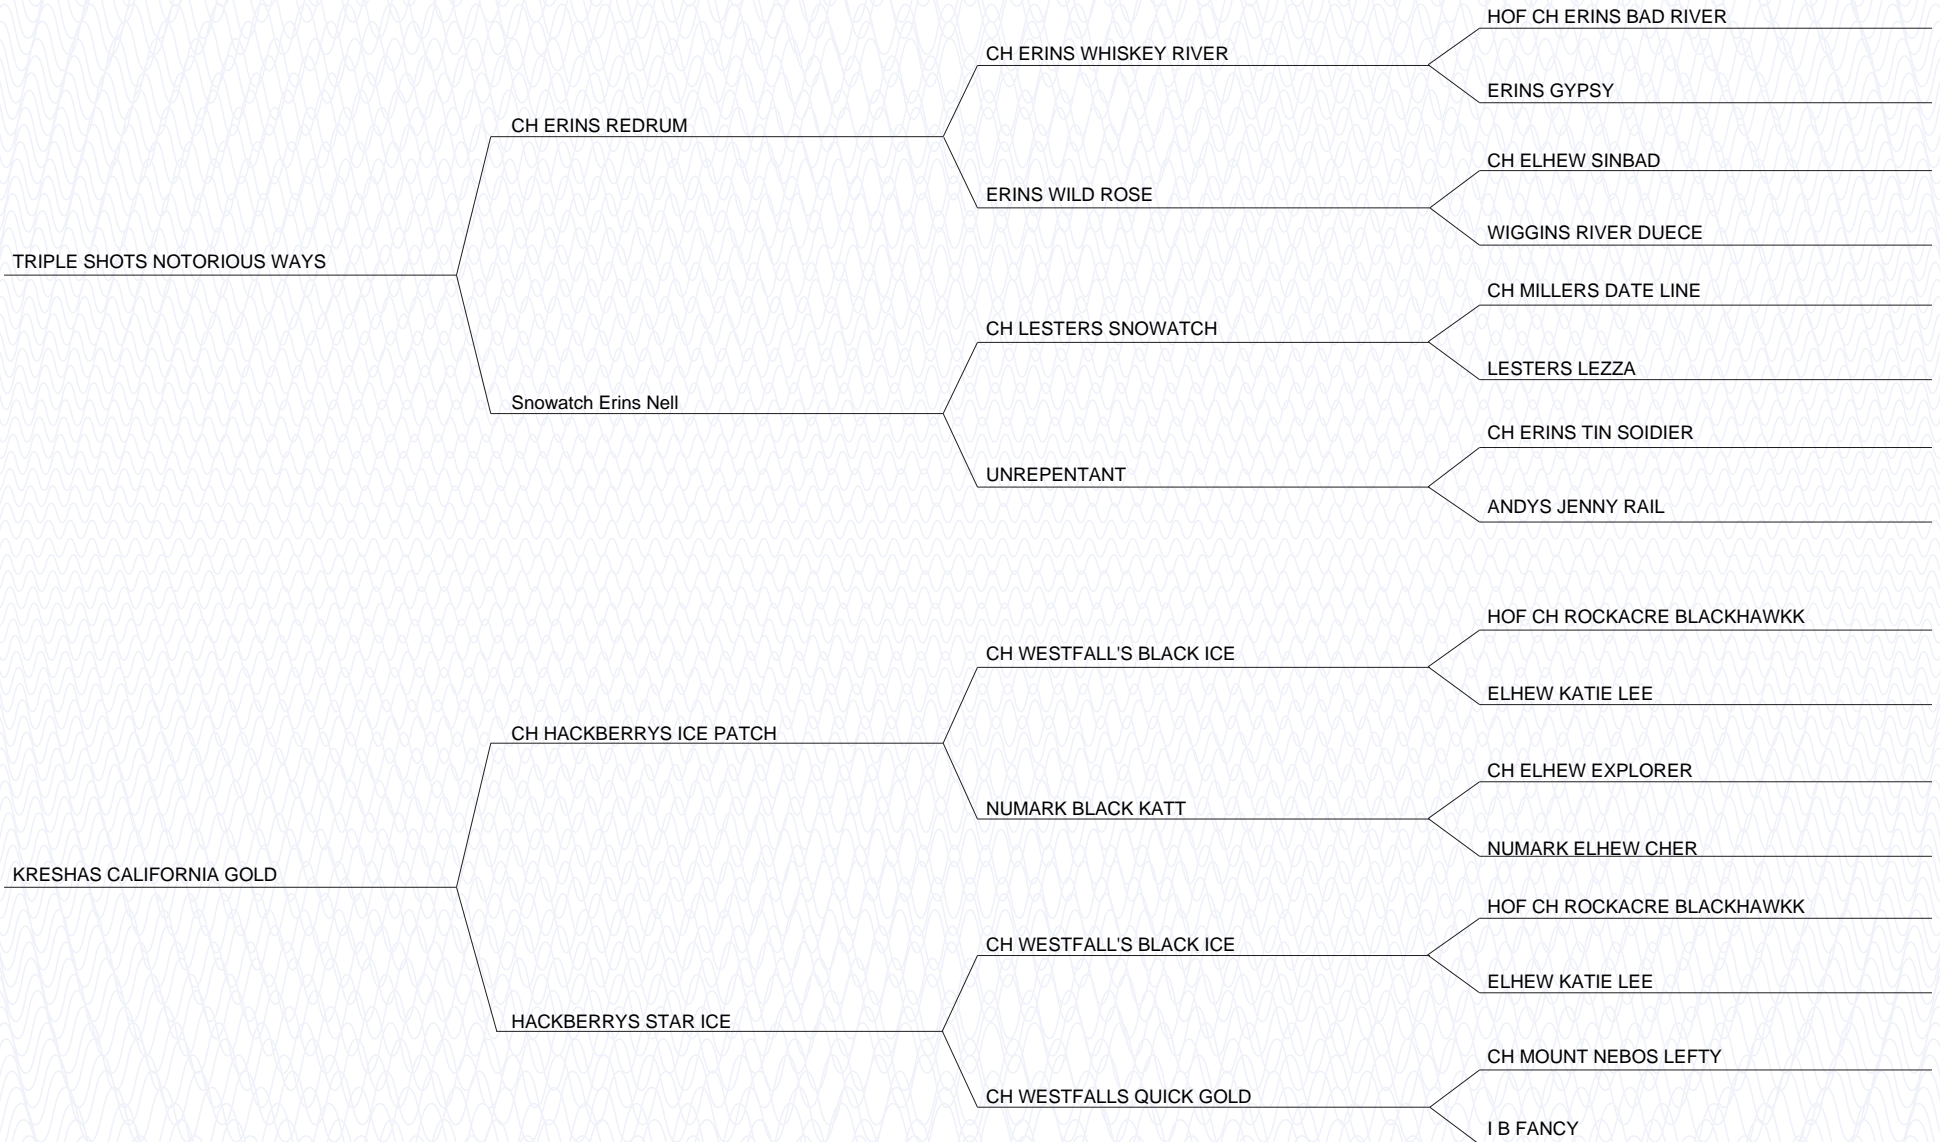 HOF CH ERINS BAD RIVER
CH ERINS WHISKEY RIVER
ERINS GYPSY
CH ERINS REDRUM
CH ELHEW SINBAD
ERINS WILD ROSE
WIGGINS RIVER DUECE
TRIPLE SHOTS NOTORIOUS WAYS
CH MILLERS DATE LINE
CH LESTERS SNOWATCH
LESTERS LEZZA
Snowatch Erins Nell
CH ERINS TIN SOIDIER
UNREPENTANT
ANDYS JENNY RAIL
HOF CH ROCKACRE BLACKHAWKK
CH WESTFALL'S BLACK ICE
ELHEW KATIE LEE
CH HACKBERRYS ICE PATCH
CH ELHEW EXPLORER
NUMARK BLACK KATT
NUMARK ELHEW CHER
KRESHAS CALIFORNIA GOLD
HOF CH ROCKACRE BLACKHAWKK
CH WESTFALL'S BLACK ICE
ELHEW KATIE LEE
HACKBERRYS STAR ICE
CH MOUNT NEBOS LEFTY
CH WESTFALLS QUICK GOLD
I B FANCY